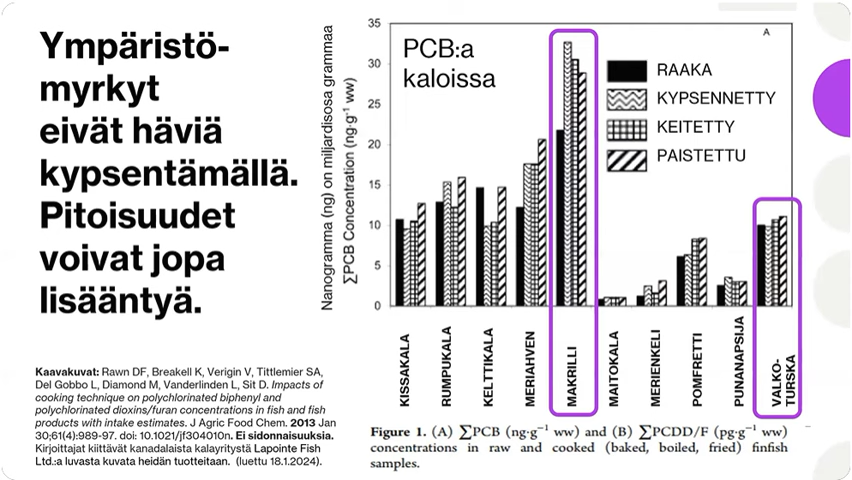 Ympäristö-
myrkyt
eivät häviä
kypsentämällä.
Pitoisuudet
voivat jopa
lisääntyä.
Kaavakuvat: Rawn DF, Breakell K, Verigin V, Tittlemier SA,
Del Gobbo L, Diamond M, Vanderlinden L, Sit D. Impacts of
cooking technique on polychlorinated biphenyl and
polychlorinated dioxins/furan concentrations in fish and fish
products with intake estimates. J Agric Food Chem. 2013 Jan
30;61(4):989-97. doi: 10.1021/jf304010n. Ei sidonnaisuuksia.
Kirjoittajat kiittävät kanadalaista kalayritystä Lapointe Fish
Ltd.:a luvasta kuvata heidän tuotteitaan. (luettu 18.1.2024).
Nanogramma (ng) on miljardisosa grammaa
∑PCB Concentration (ng·g⁻¹ ww)
35
30
25
20
15
10
5
0
PCB:a
kaloissa
A
RAAKA
KYPSENNETTY
KEITETTY
PAISTETTU
KISSAKALA
RUMPUKALA
KELTTIKALA
MERIAHVEN
MAKRILLI
MAITOKALA
MERIENKELI
POMFRETTI
PUNANAPSIJA
VALKO-
TURSKA
Figure 1. (A) ∑PCB (ng·g⁻¹ ww) and (B) ∑PCDD/F (pg·g⁻¹ ww)
concentrations in raw and cooked (baked, boiled, fried) finfish
samples.